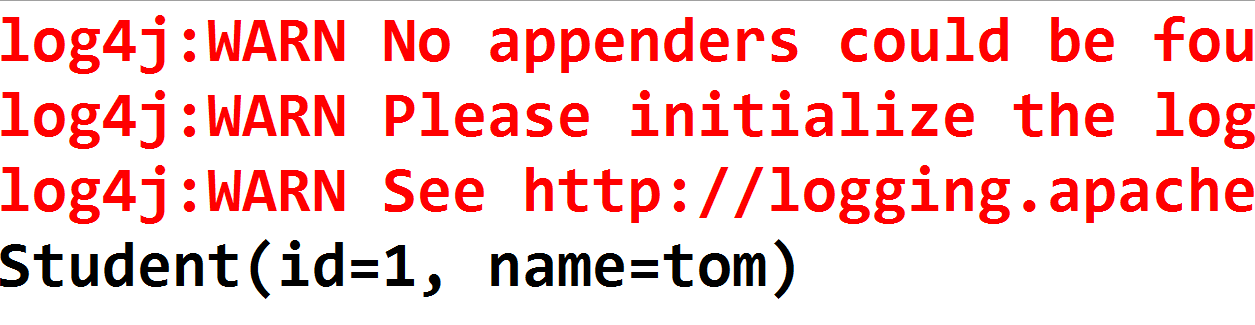 log4j:WARN No appenders could be fou
log4j:WARN Please initialize the log
log4j:WARN See http://logging.apache
Student(id=1, name=tom)